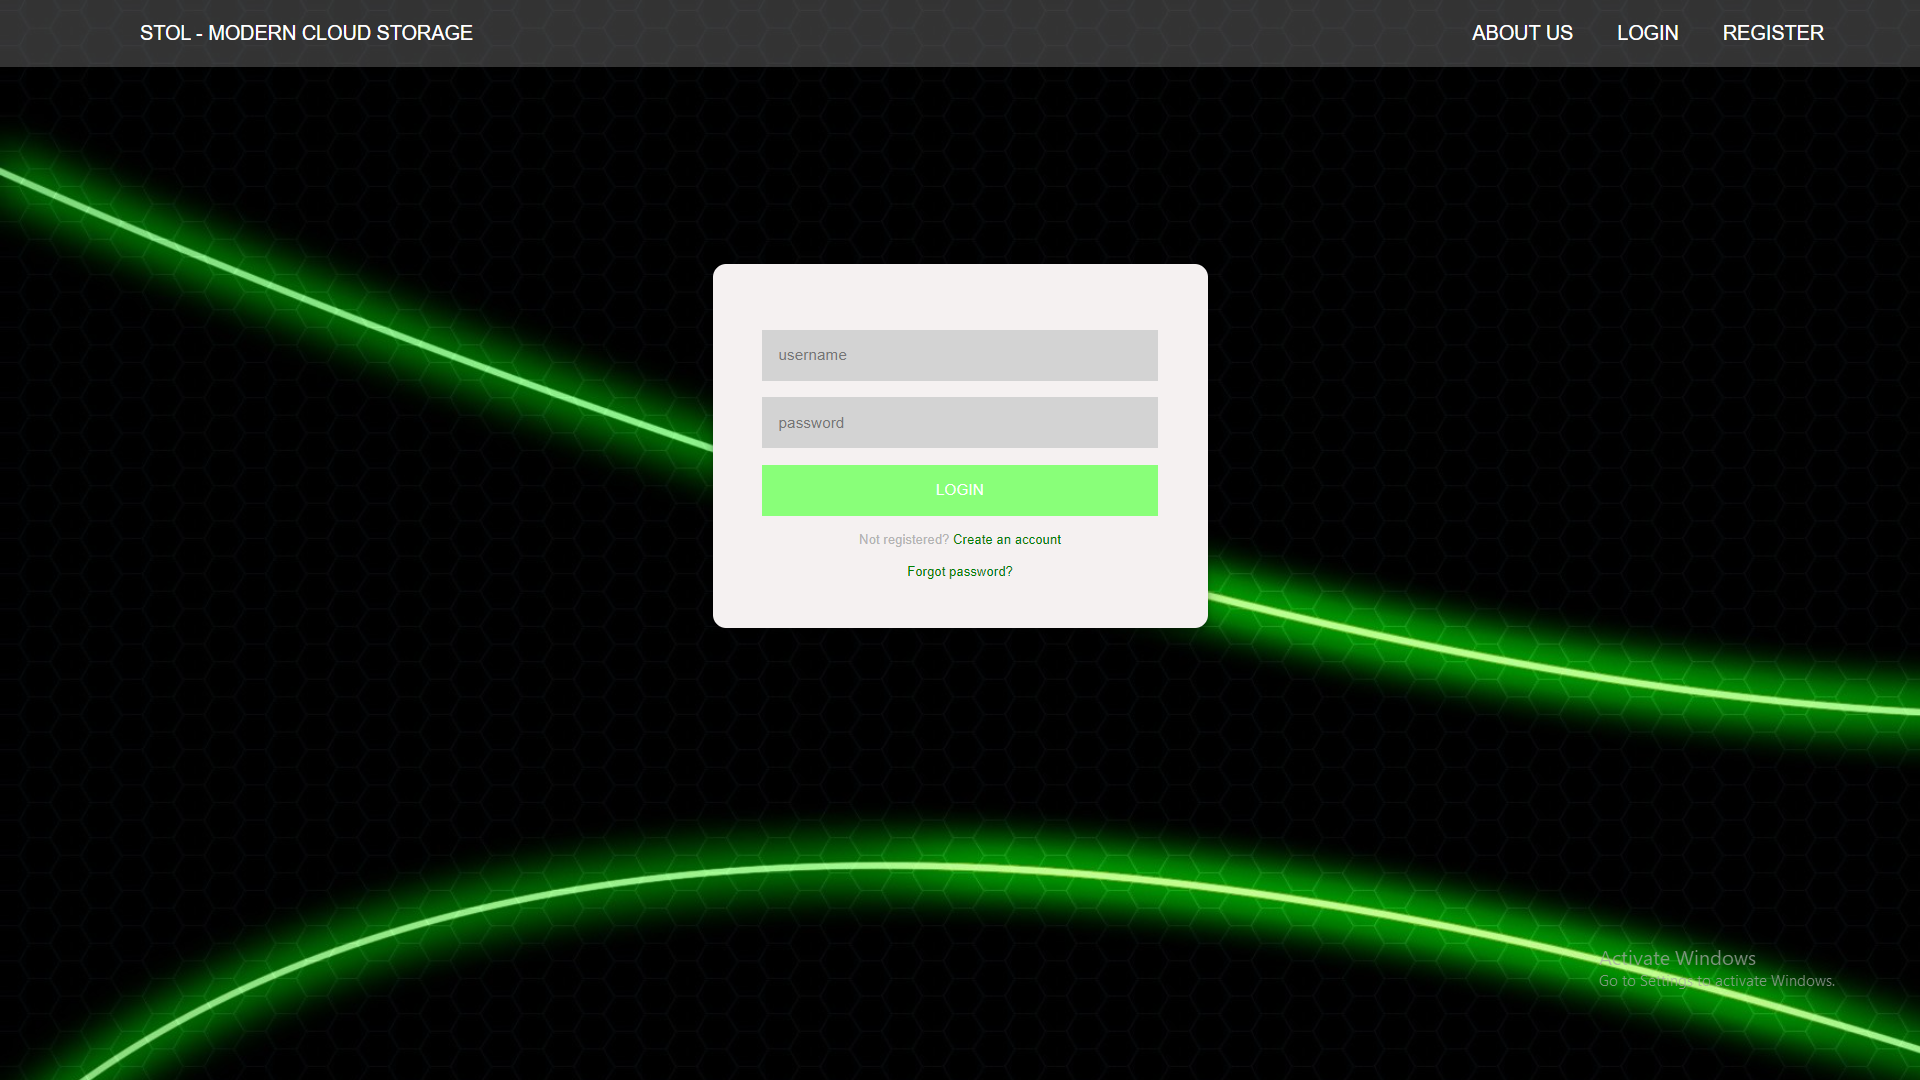 STOL - MODERN CLOUD STORAGE
ABOUT US
LOGIN
REGISTER
username
password
LOGIN
Not registered? Create an account
Forgot password?
Activate Windows
Go to Settings to activate Windows.